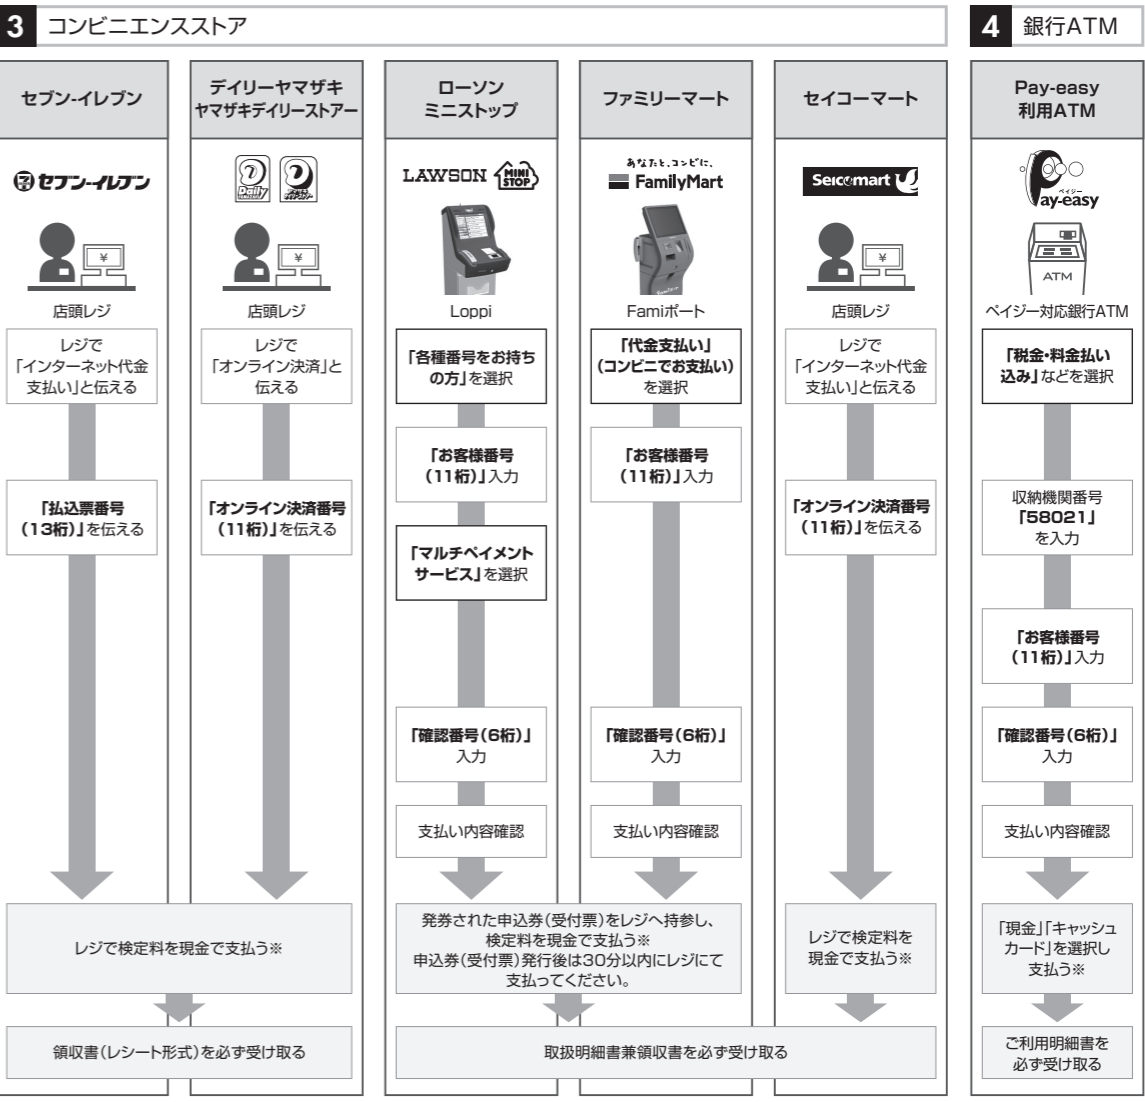 3 コンビニエンスストア
4 銀行ATM
セブン-イレブン
デイリーヤマザキ
ヤマザキデイリーストアー
ローソン
ミニストップ
ファミリーマート
セイコーマート
Pay-easy
利用ATM
セブン-イレブン
Daily
LAWSON
MINI
STOP
あなたと、コンビに、
FamilyMart
Seicomart
ペイジー
Pay-easy
¥
¥
¥
ATM
店頭レジ
店頭レジ
Loppi
Famiポート
店頭レジ
ペイジー対応銀行ATM
レジで
「インターネット代金
支払い」と伝える
レジで
「オンライン決済」と
伝える
「各種番号をお持ち
の方」を選択
「代金支払い」
(コンビニでお支払い)
を選択
レジで
「インターネット代金
支払い」と伝える
「税金・料金払い
込み」などを選択
「お客様番号
(11桁)」入力
「お客様番号
(11桁)」入力
「払込票番号
(13桁)」を伝える
「オンライン決済番号
(11桁)」を伝える
「マルチペイメント
サービス」を選択
「オンライン決済番号
(11桁)」を伝える
収納機関番号
「58021」
を入力
「お客様番号
(11桁)」入力
「確認番号(6桁)」
入力
「確認番号(6桁)」
入力
「確認番号(6桁)」
入力
支払い内容確認
支払い内容確認
支払い内容確認
レジで検定料を現金で支払う※
発券された申込券(受付票)をレジへ持参し、
検定料を現金で支払う※
申込券(受付票)発行後は30分以内にレジにて
支払ってください。
レジで検定料を
現金で支払う※
「現金」「キャッシュ
カード」を選択し
支払う※
領収書(レシート形式)を必ず受け取る
取扱明細書兼領収書を必ず受け取る
ご利用明細書を
必ず受け取る